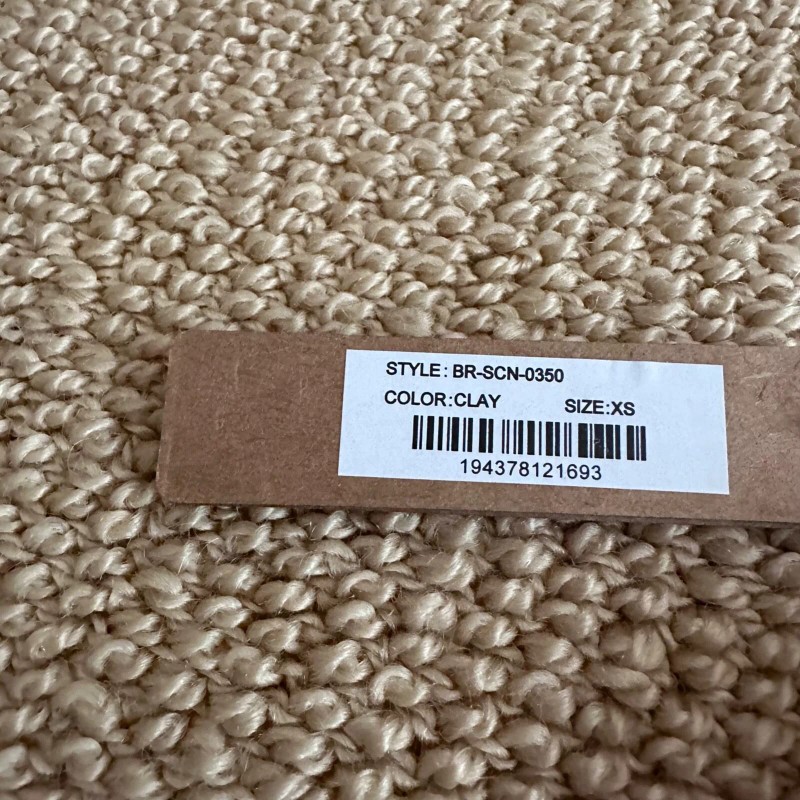 STYLE: BR-SCN-0350
COLOR:CLAY SIZE:XS
194378121693